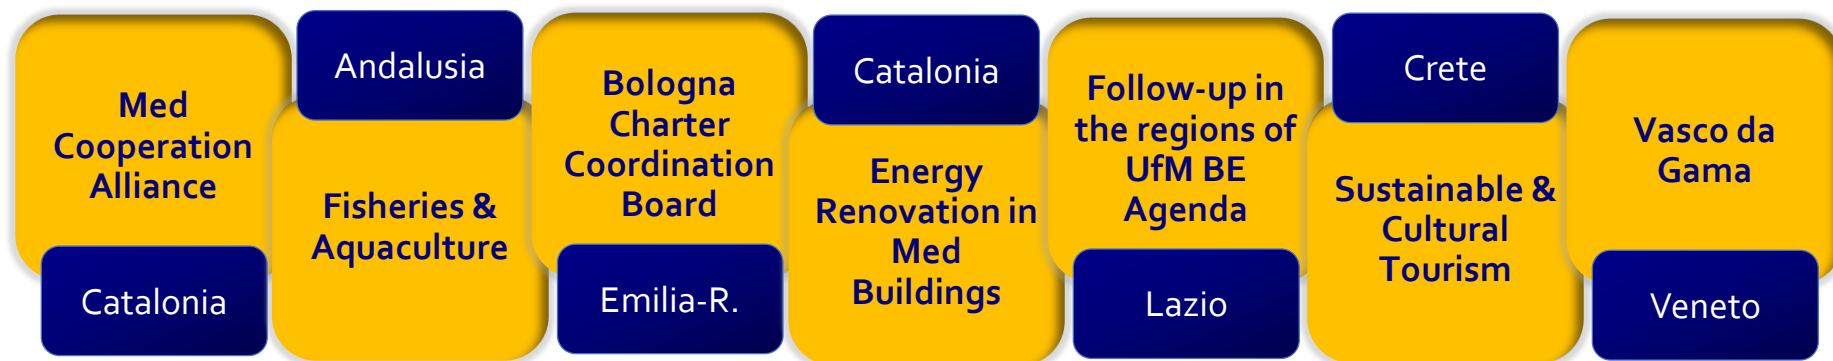 Med
Cooperation
Alliance
Catalonia
Andalusia
Fisheries &
Aquaculture
Bologna
Charter
Coordination
Board
Emilia-R.
Catalonia
Energy
Renovation in
Med
Buildings
Follow-up in
the regions of
UfM BE
Agenda
Lazio
Crete
Sustainable &
Cultural
Tourism
Vasco da
Gama
Veneto